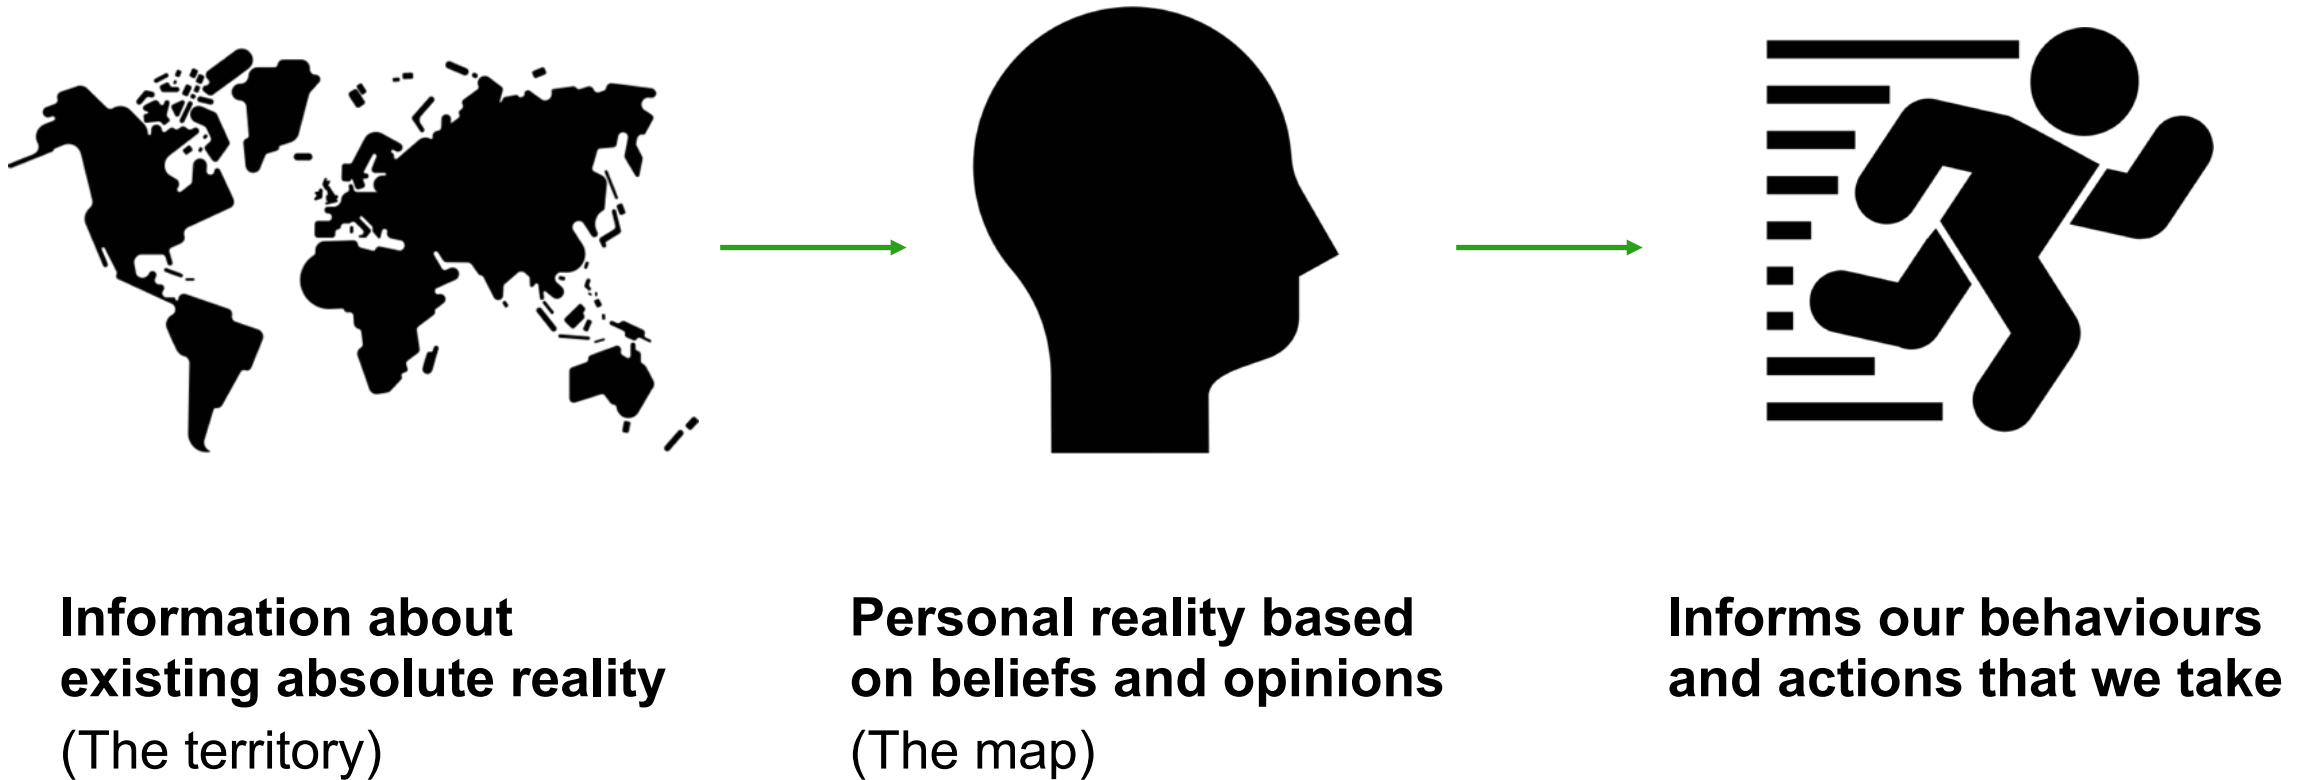 Information about
existing absolute reality
(The territory)
Personal reality based
on beliefs and opinions
(The map)
Informs our behaviours
and actions that we take